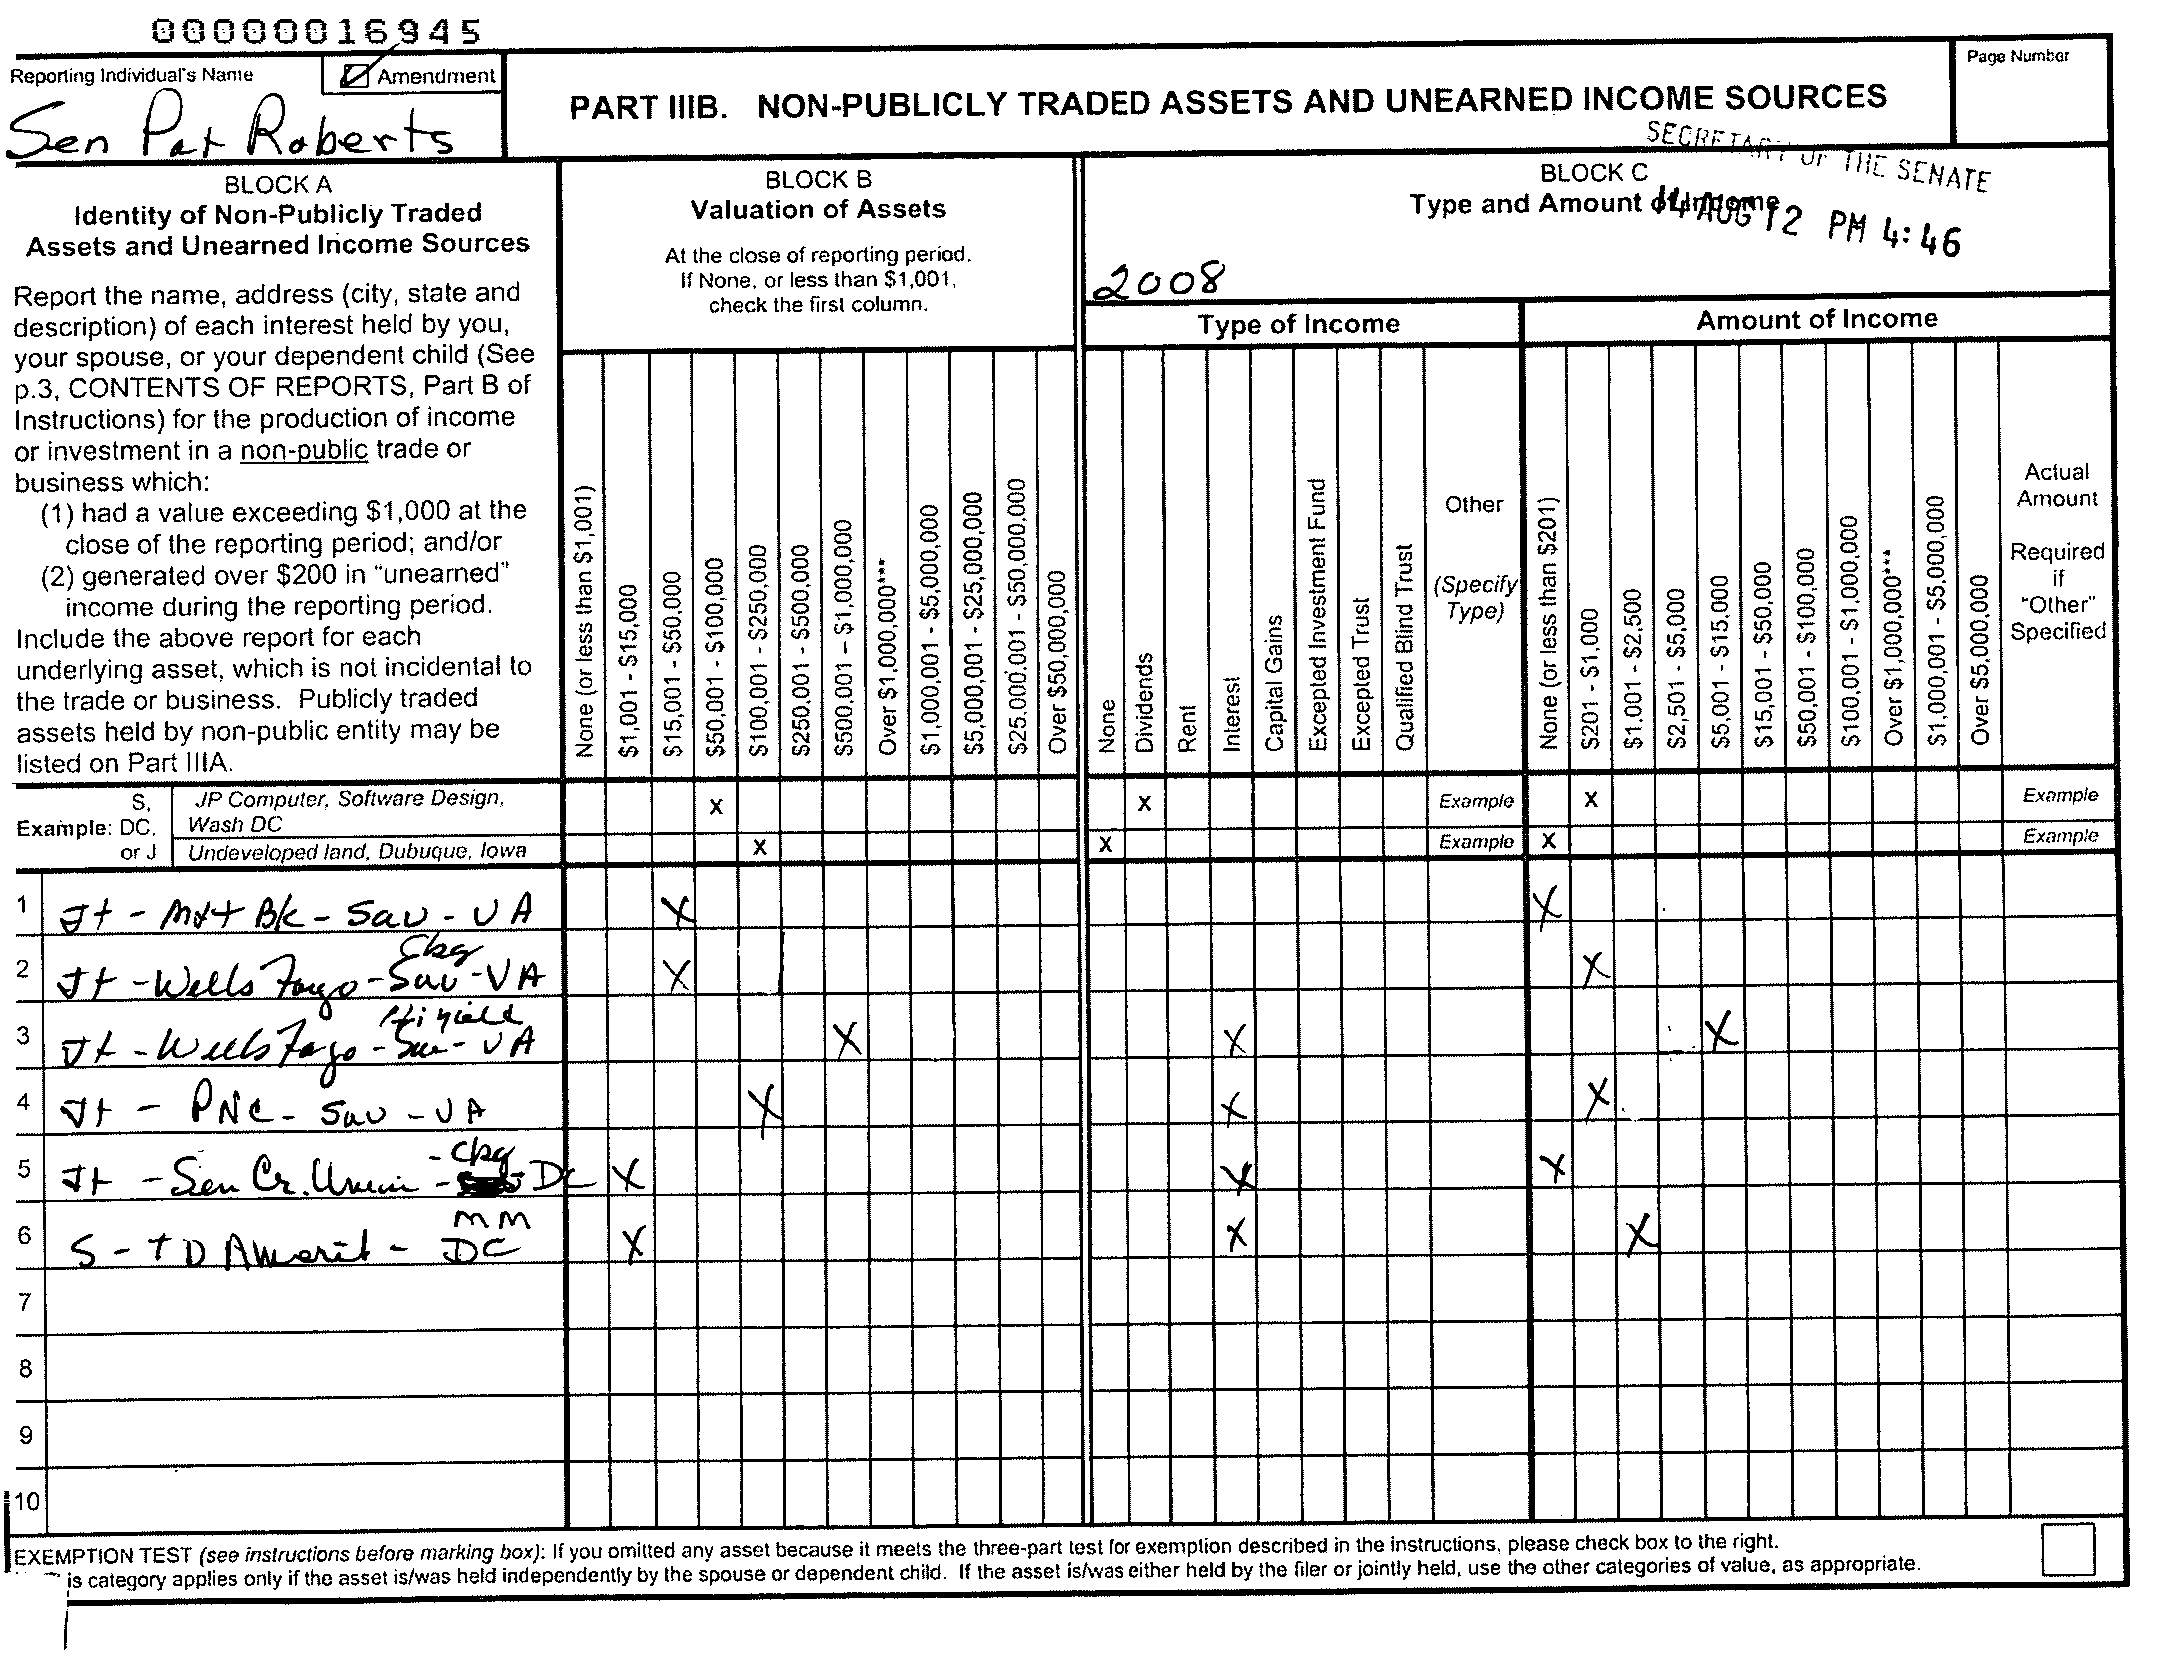 00000016945
Reporting Individual's Name
Amendment
Sen Pat Roberts
PART IIIB. NON-PUBLICLY TRADED ASSETS AND UNEARNED INCOME SOURCES
Page Number
SECRETARY OF THE SENATE
14 AUG 12 PM 4:46
BLOCK A
Identity of Non-Publicly Traded
Assets and Unearned Income Sources
Report the name, address (city, state and
description) of each interest held by you,
your spouse, or your dependent child (See
p.3, CONTENTS OF REPORTS, Part B of
Instructions) for the production of income
or investment in a non-public trade or
business which:
(1) had a value exceeding $1,000 at the
close of the reporting period; and/or
(2) generated over $200 in "unearned"
income during the reporting period.
Include the above report for each
underlying asset, which is not incidental to
the trade or business. Publicly traded
assets held by non-public entity may be
listed on Part IIIA.
BLOCK B
Valuation of Assets
At the close of reporting period.
If None, or less than $1,001,
check the first column.
None (or less than $1,001)
$1,001 - $15,000
$15,001 - $50,000
$50,001 - $100,000
$100,001 - $250,000
$250,001 - $500,000
$500,001 – $1,000,000
Over $1,000,000***
$1,000,001 - $5,000,000
$5,000,001 - $25,000,000
$25,000,001 - $50,000,000
Over $50,000,000
BLOCK C
Type and Amount of Income
2008
Type of Income
None
Dividends
Rent
Interest
Capital Gains
Excepted Investment Fund
Excepted Trust
Qualified Blind Trust
Other
(Specify
Type)
Amount of Income
None (or less than $201)
$201 - $1,000
$1,001 - $2,500
$2,501 - $5,000
$5,001 - $15,000
$15,001 - $50,000
$50,001 - $100,000
$100,001 - $1,000,000
Over $1,000,000***
$1,000,001 - $5,000,000
Over $5,000,000
Actual
Amount
Required
if
"Other"
Specified
Example: S, DC, or J
JP Computer, Software Design,
Wash DC X X Example X Example
Undeveloped land, Dubuque, Iowa X X Example X Example
1 Jt - M&T Bk - Sav - VA X X
Ckg
2 Jt - Wells Fargo - Sav - VA X X
Hi yield
3 Jt - Wells Fargo - Sav - VA X X X
4 Jt - PNC - Sav - VA X X X
- Ckg
5 Jt - Sen Cr. Union - DC X X X
MM
6 S - TD Amerit - DC X X X
7
8
9
10
EXEMPTION TEST (see instructions before marking box): If you omitted any asset because it meets the three-part test for exemption described in the instructions, please check box to the right.
is category applies only if the asset is/was held independently by the spouse or dependent child. If the asset is/was either held by the filer or jointly held, use the other categories of value, as appropriate.